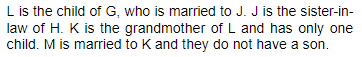 L is the child of G, who is married to J. J is the sister-in-
law of H. K is the grandmother of L and has only one
child. M is married to K and they do not have a son.